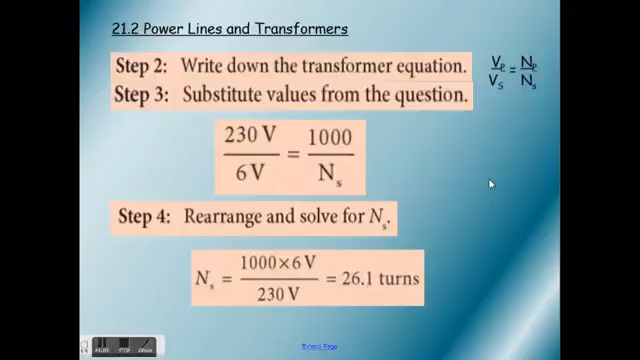 21.2 Power Lines and Transformers
Step 2: Write down the transformer equation.
Vp/Vs = Np/Ns
Step 3: Substitute values from the question.
230 V / 6 V = 1000 / Ns
Step 4: Rearrange and solve for Ns.
Ns = 1000 × 6 V / 230 V = 26.1 turns
Extend Page